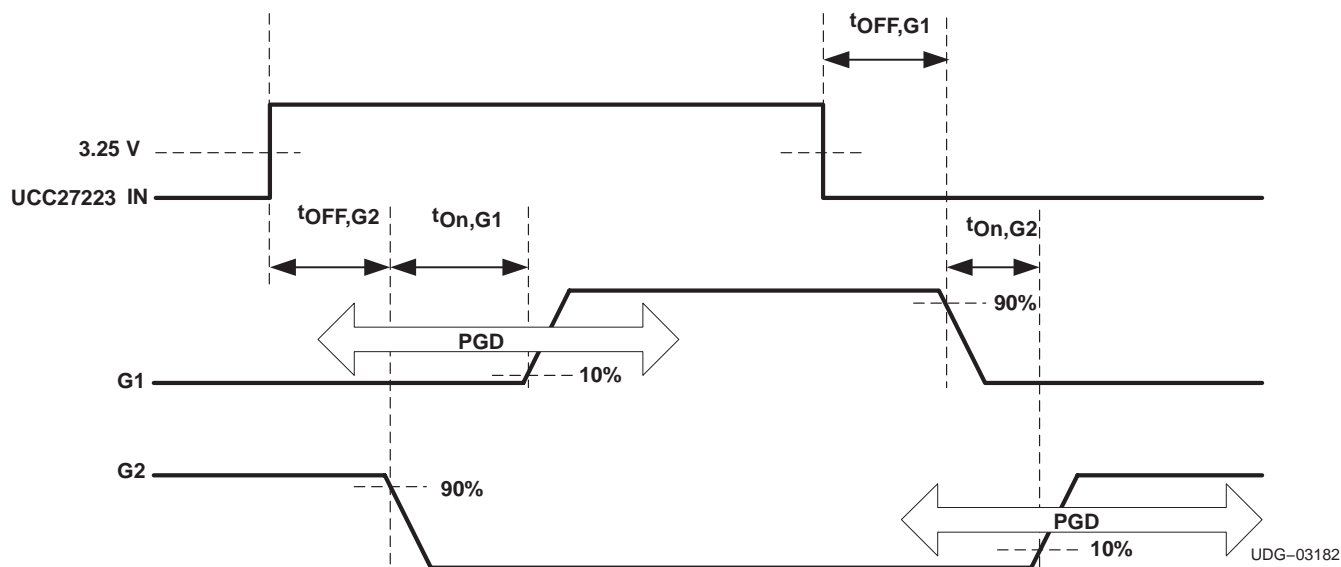 tOFF,G1
3.25 V
UCC27223 IN
tOFF,G2
tOn,G1
tOn,G2
90%
PGD
G1
10%
G2
90%
PGD
10%
UDG–03182